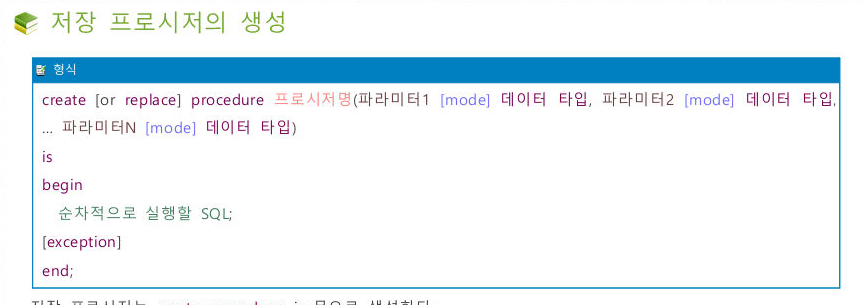 저장 프로시저의 생성
형식
create [or replace] procedure 프로시저명(파라미터1 [mode] 데이터 타입, 파라미터2 [mode] 데이터 타입,
... 파라미터N [mode] 데이터 타입)
is
begin
순차적으로 실행할 SQL;
[exception]
end;